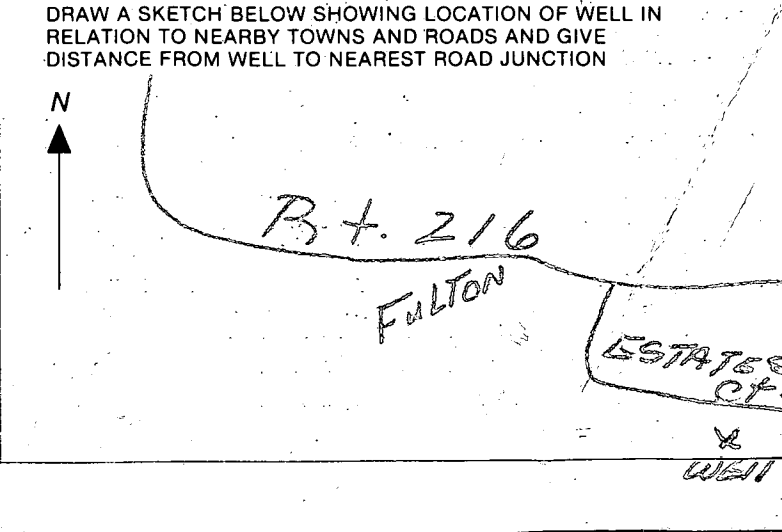 DRAW A SKETCH BELOW SHOWING LOCATION OF WELL IN
RELATION TO NEARBY TOWNS AND ROADS AND GIVE
DISTANCE FROM WELL TO NEAREST ROAD JUNCTION
N
Rt. 216
FULTON
ESTATES
Ct.
X
WEll